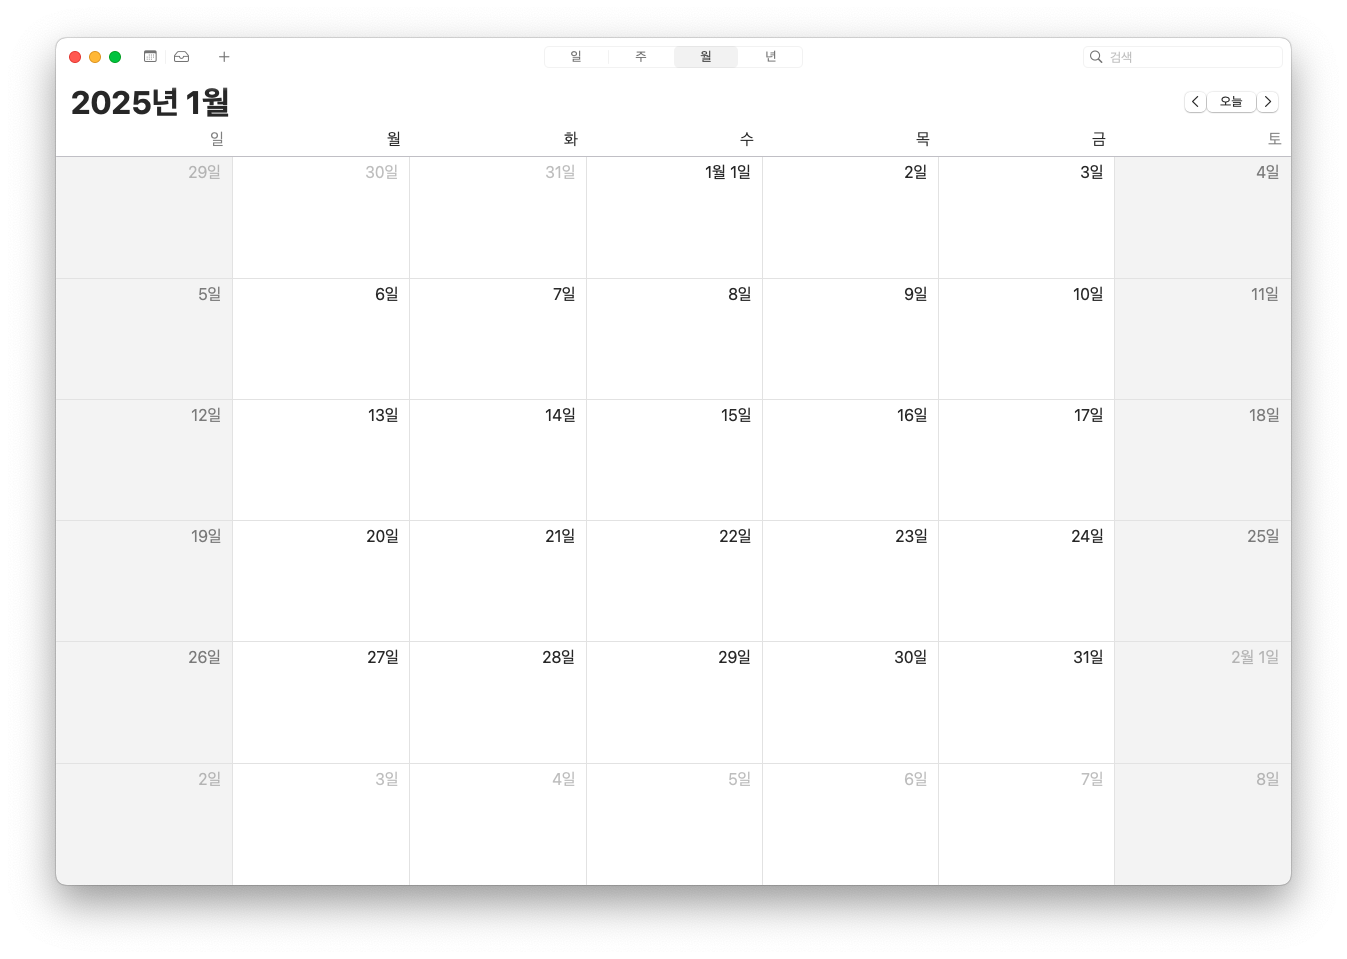 일 주 월 년
검색
2025년 1월
오늘
일 월 화 수 목 금 토
29일 30일 31일 1월 1일 2일 3일 4일
5일 6일 7일 8일 9일 10일 11일
12일 13일 14일 15일 16일 17일 18일
19일 20일 21일 22일 23일 24일 25일
26일 27일 28일 29일 30일 31일 2월 1일
2일 3일 4일 5일 6일 7일 8일